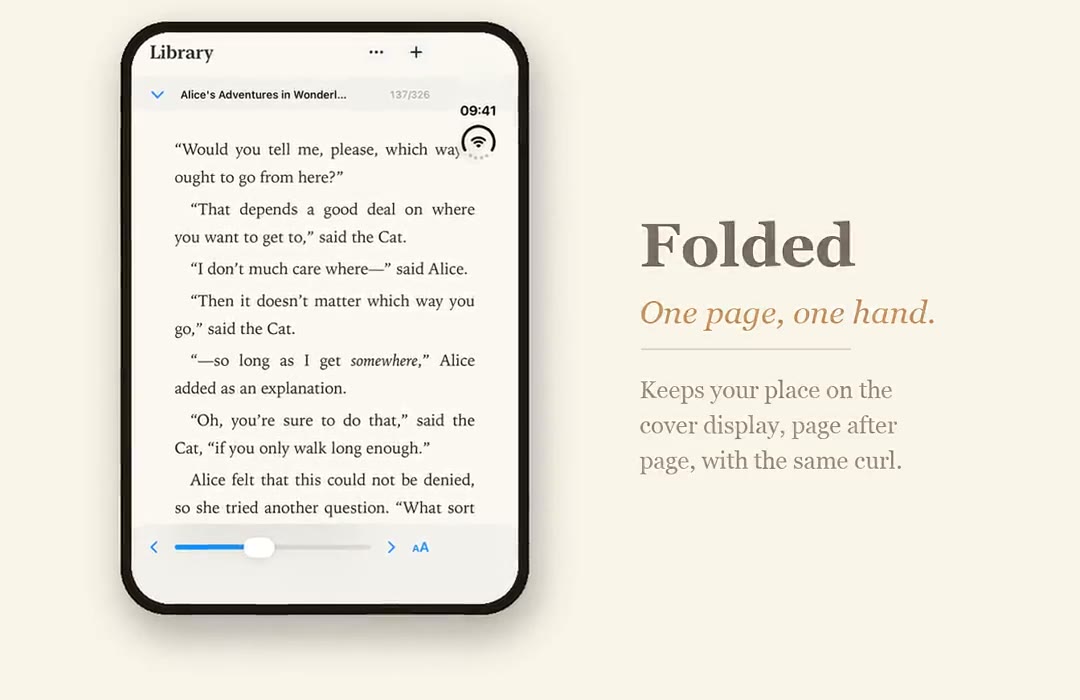 Library
Alice's Adventures in Wonderl... 137/326
09:41
“Would you tell me, please, which way
ought to go from here?”
“That depends a good deal on where
you want to get to,” said the Cat.
“I don’t much care where—” said Alice.
“Then it doesn’t matter which way you
go,” said the Cat.
“—so long as I get somewhere,” Alice
added as an explanation.
“Oh, you’re sure to do that,” said the
Cat, “if you only walk long enough.”
Alice felt that this could not be denied,
so she tried another question. “What sort
AA
Folded
One page, one hand.
Keeps your place on the
cover display, page after
page, with the same curl.